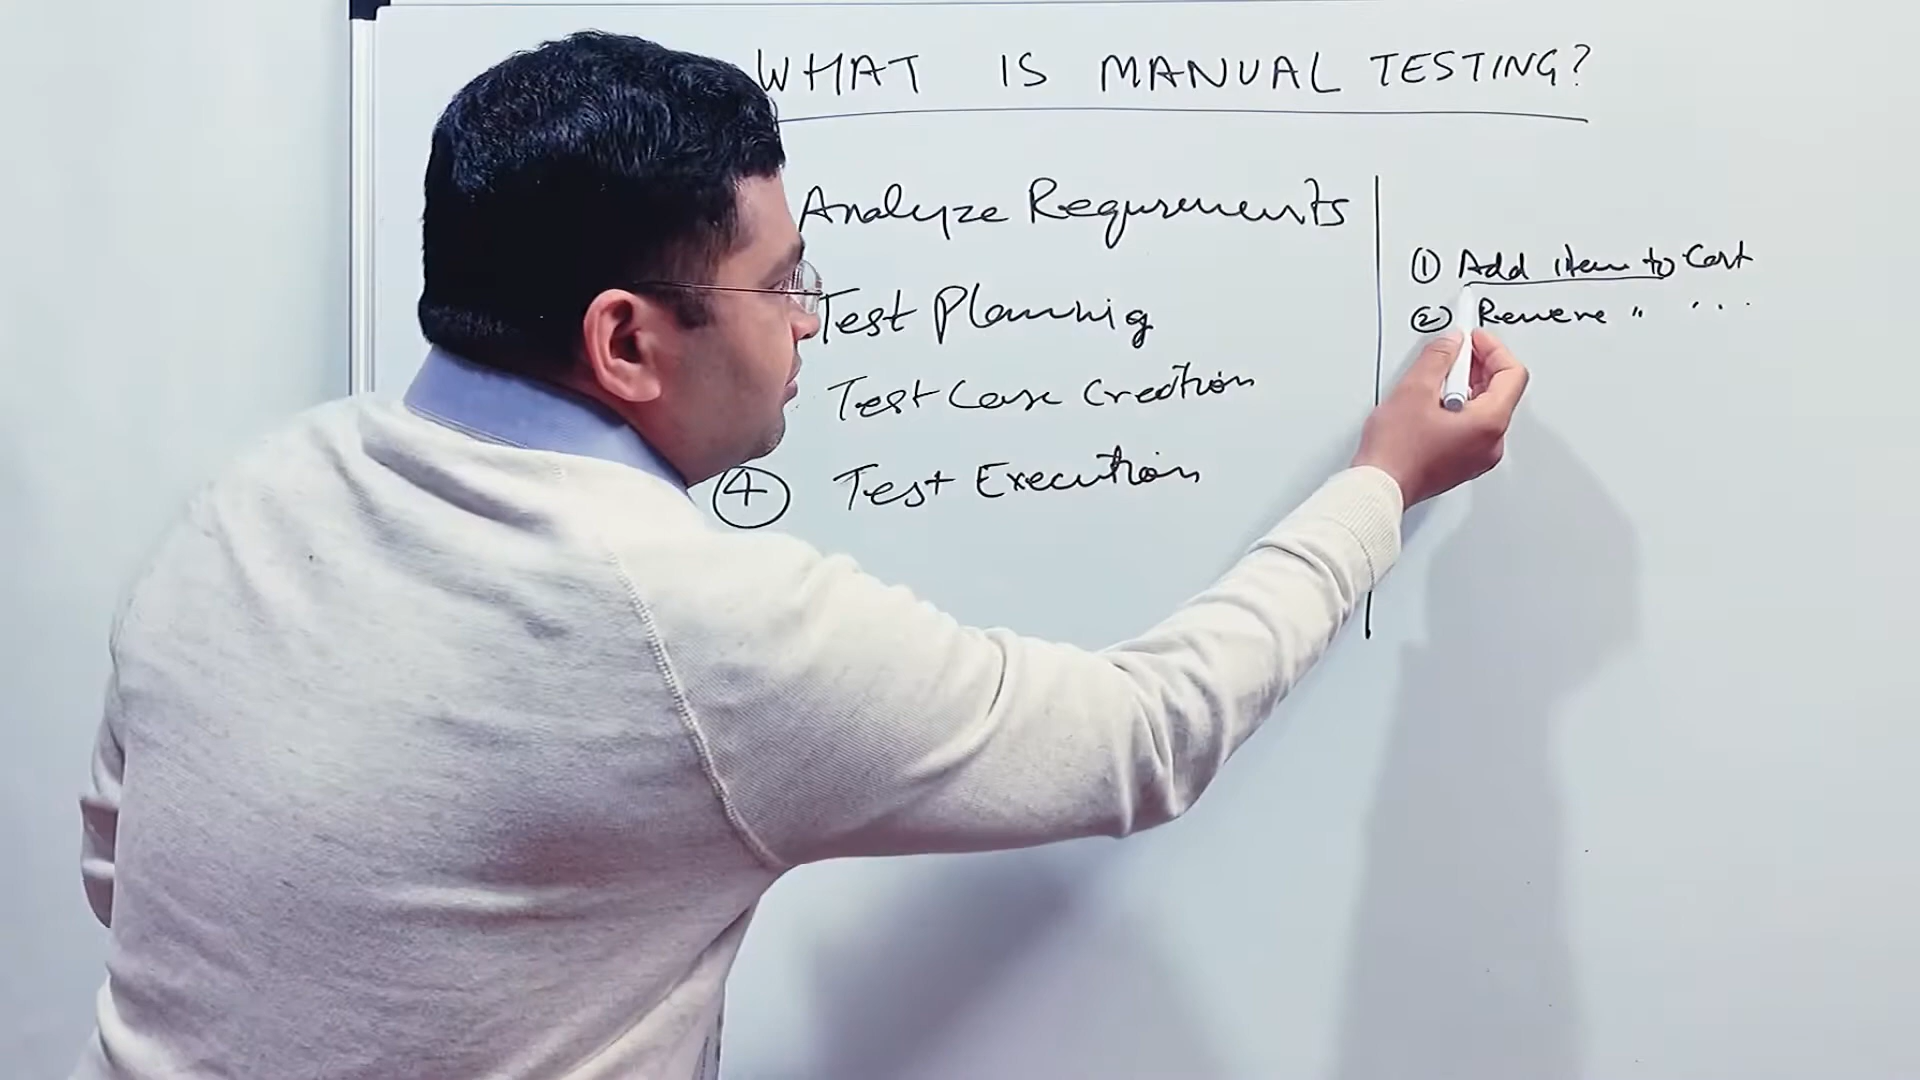 WHAT IS MANUAL TESTING?
Analyze Requirements
Test Planning
Test Case Creation
④ Test Execution
① Add item to Cart
② Remove " " ...